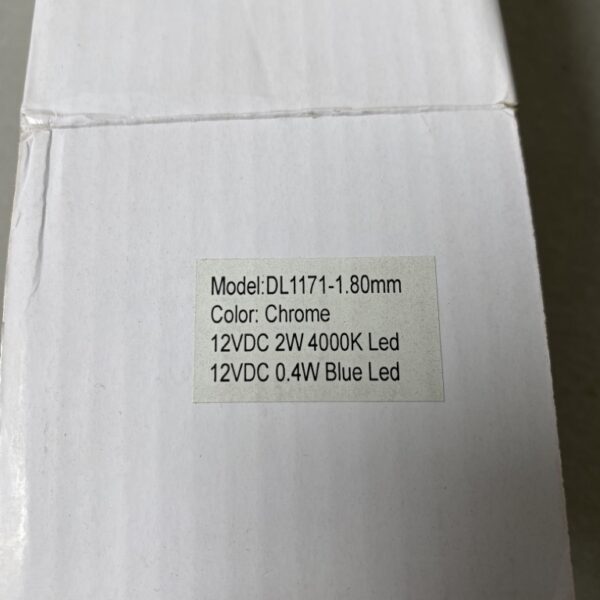 Model:DL1171-1.80mm
Color: Chrome
12VDC 2W 4000K Led
12VDC 0.4W Blue Led